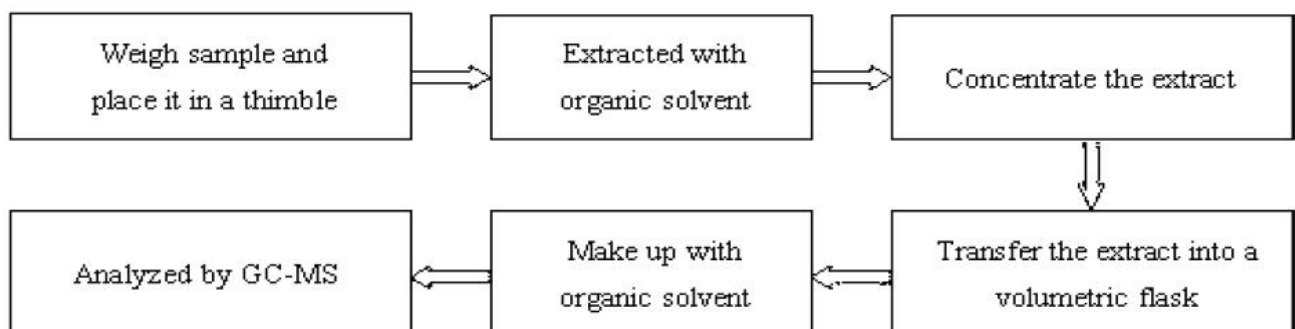 Weigh sample and
place it in a thimble
Extracted with
organic solvent
Concentrate the extract
Transfer the extract into a
volumetric flask
Make up with
organic solvent
Analyzed by GC-MS